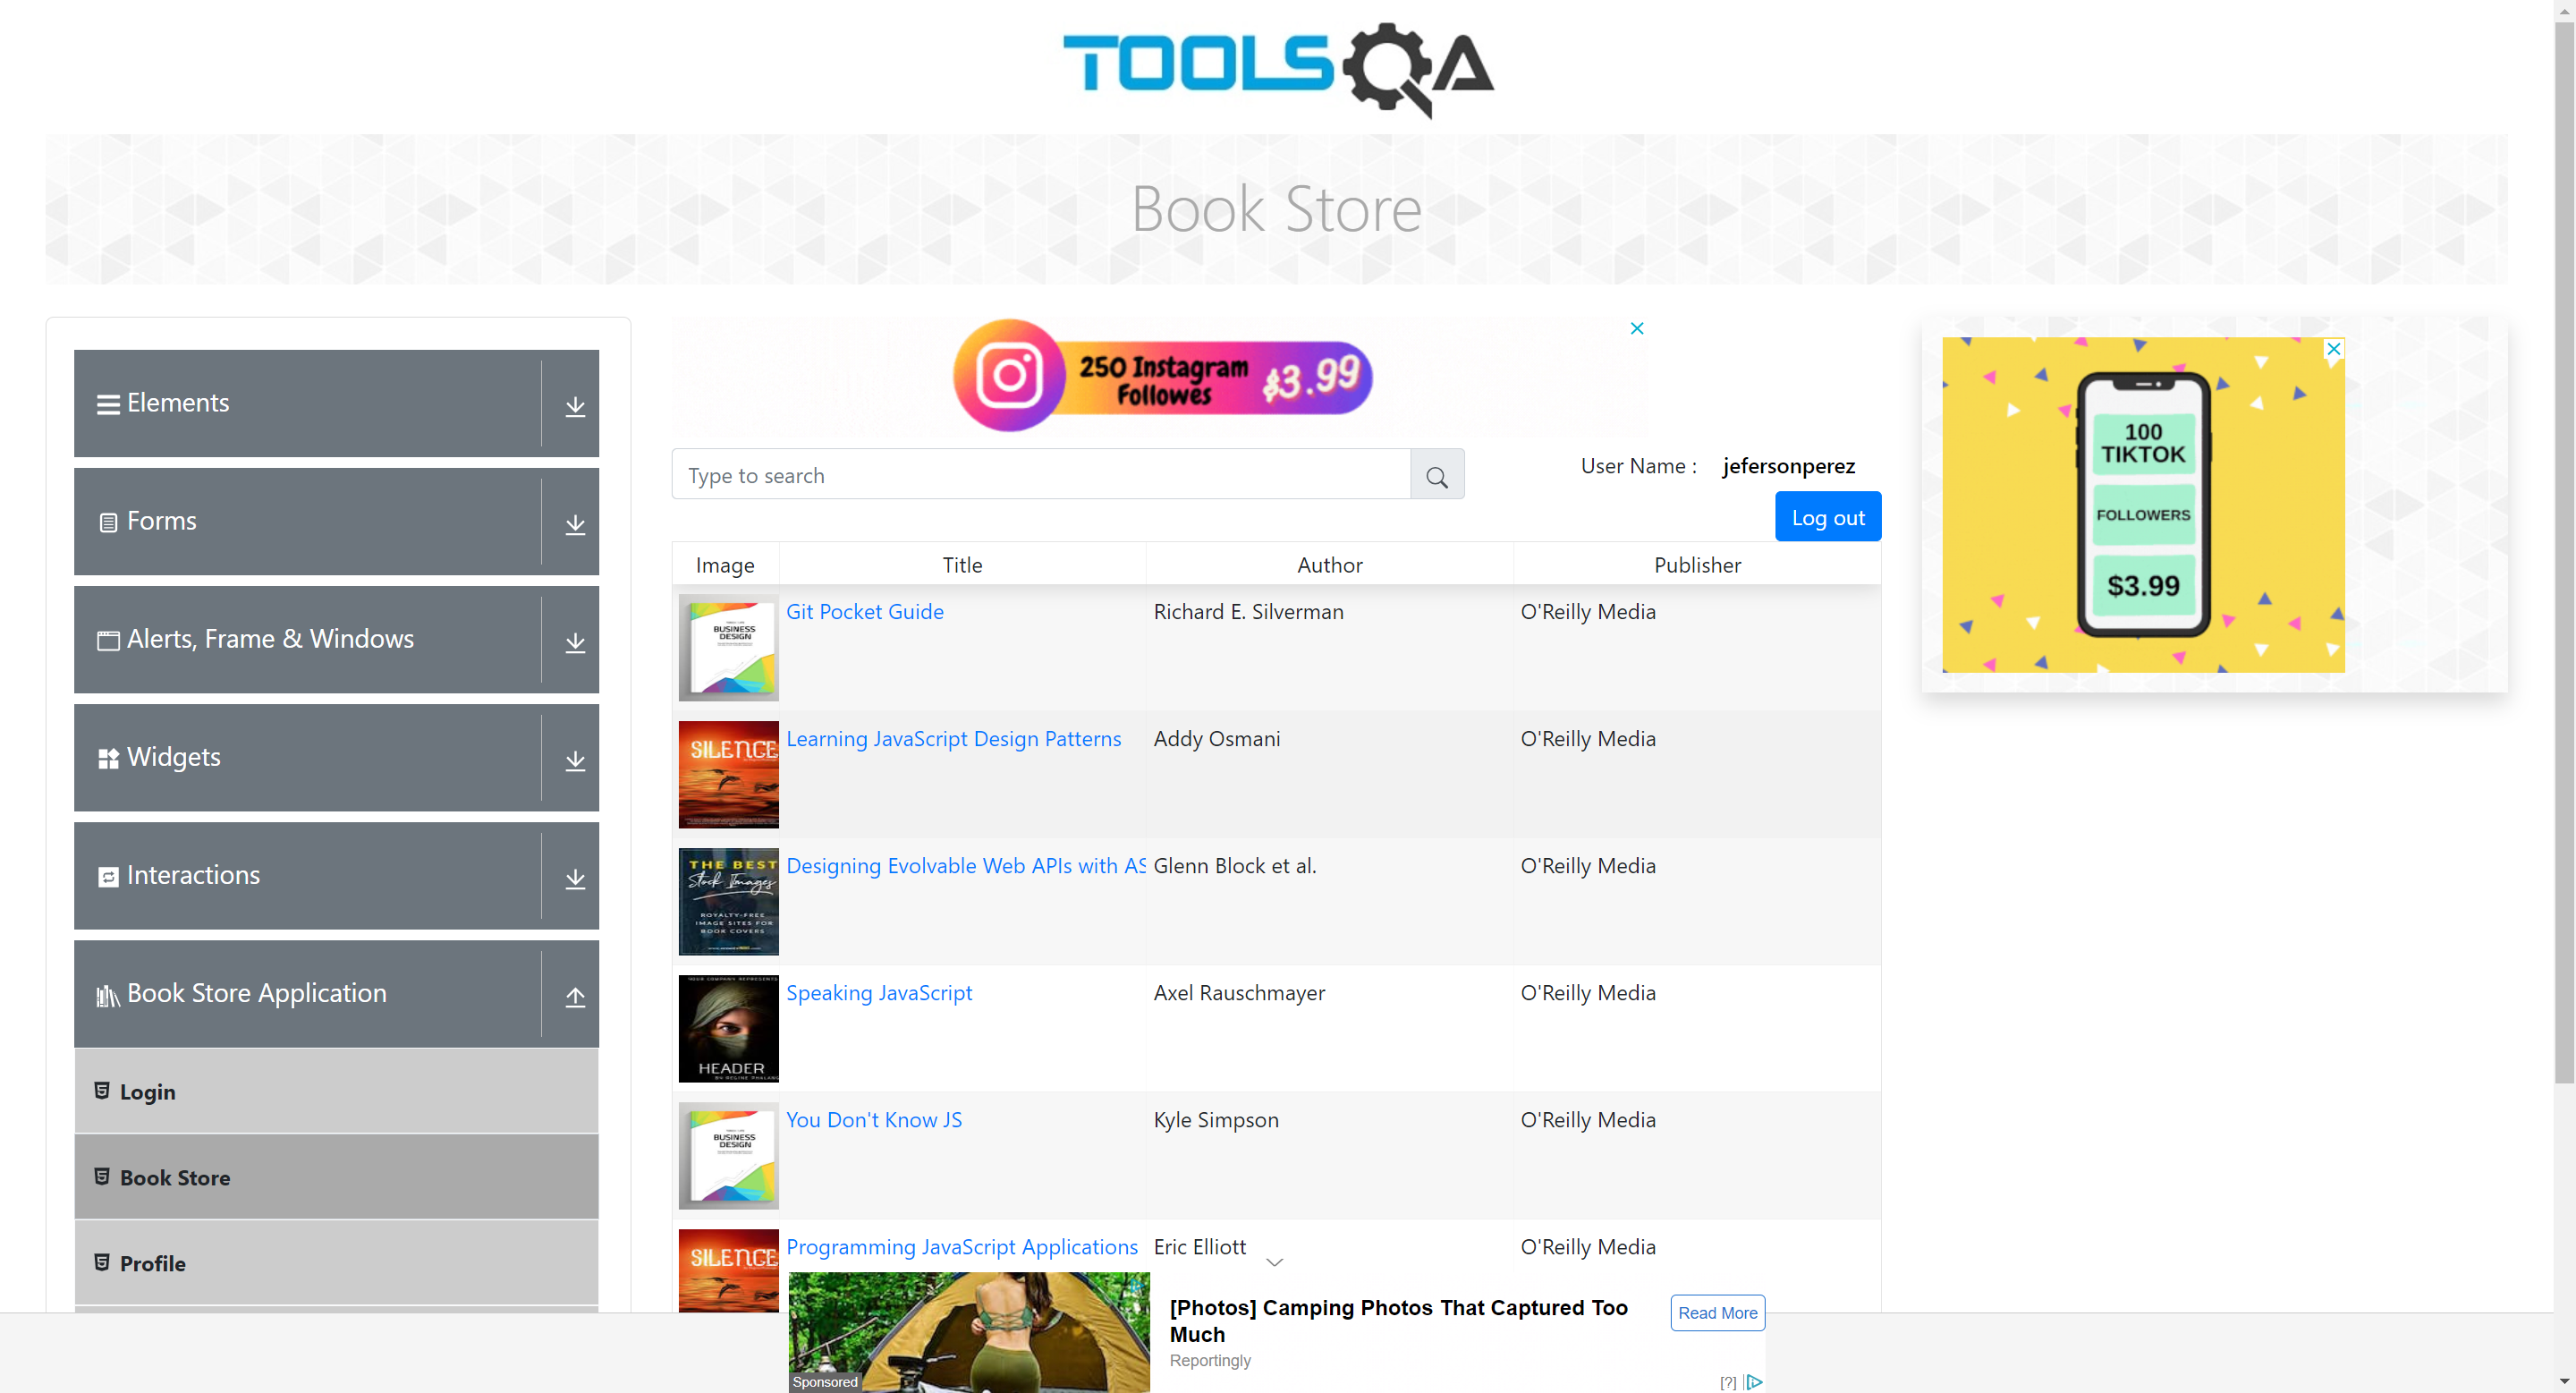 TOOLSQA
Book Store
Elements
Forms
Alerts, Frame & Windows
Widgets
Interactions
Book Store Application
Login
Book Store
Profile
250 Instagram
Followes
$3.99
Type to search
User Name : jefersonperez
Log out
Image Title Author Publisher
BUSINESS
DESIGN
Git Pocket Guide Richard E. Silverman O'Reilly Media
SILENCE
Learning JavaScript Design Patterns Addy Osmani O'Reilly Media
THE BEST
Stock Images
ROYALTY-FREE
IMAGE SITES FOR
BOOK COVERS
Designing Evolvable Web APIs with AS Glenn Block et al. O'Reilly Media
YOUR COMPANY REPRESENTS
HEADER
Speaking JavaScript Axel Rauschmayer O'Reilly Media
BUSINESS
DESIGN
You Don't Know JS Kyle Simpson O'Reilly Media
SILENCE
Programming JavaScript Applications Eric Elliott O'Reilly Media
100
TIKTOK
FOLLOWERS
$3.99
[Photos] Camping Photos That Captured Too
Much
Reportingly
Read More
Sponsored
[?]